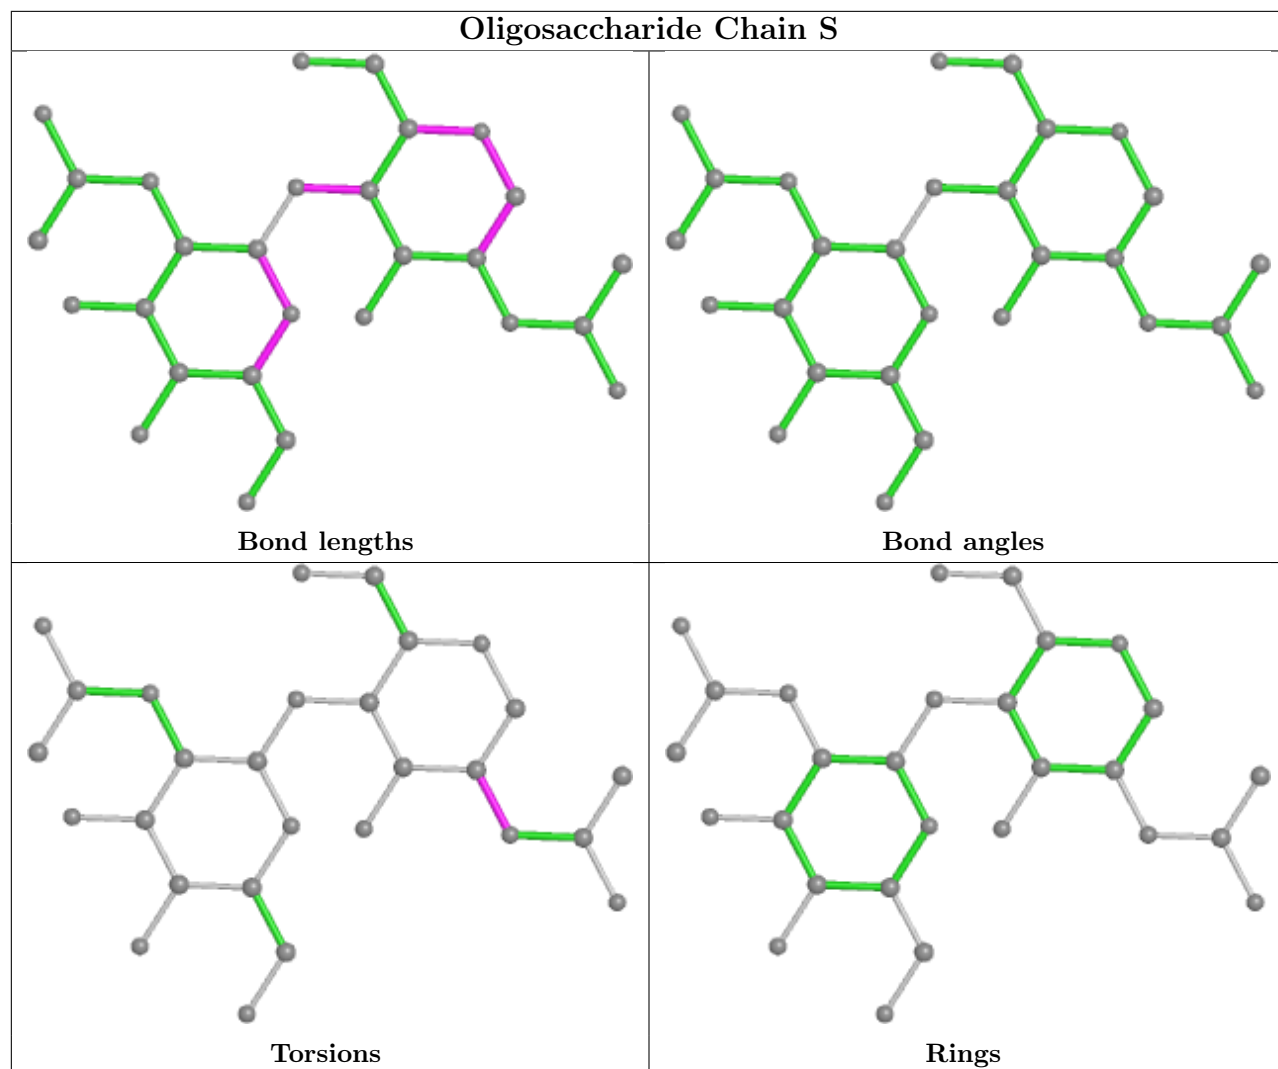 Oligosaccharide Chain S
Bond lengths
Bond angles
Torsions
Rings